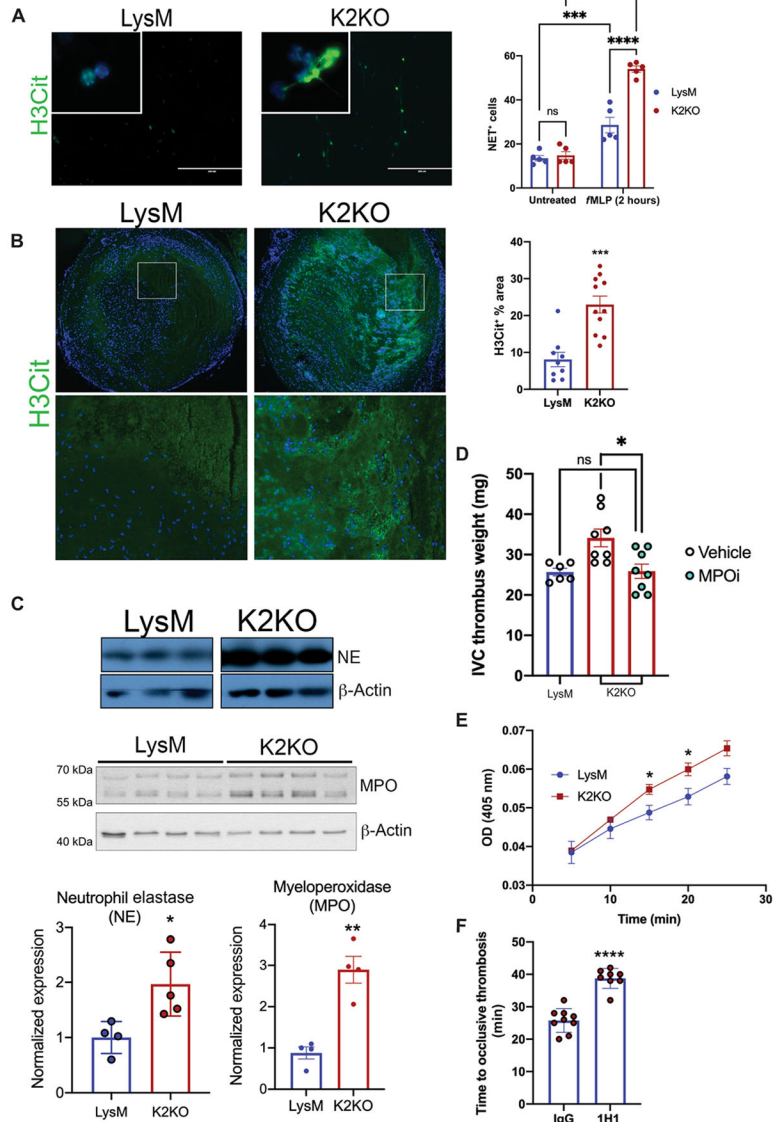 A
LysM
K2KO
H3Cit
***
****
ns
60
40
20
0
NET+ cells
LysM
K2KO
Untreated
fMLP (2 hours)
B
LysM
K2KO
H3Cit
***
40
30
20
10
0
H3Cit+ % area
LysM
K2KO
C
LysM
K2KO
NE
β-Actin
LysM
K2KO
70 kDa
55 kDa
MPO
40 kDa
β-Actin
Neutrophil elastase
(NE)
*
3
2
1
0
Normalized expression
LysM
K2KO
Myeloperoxidase
(MPO)
**
4
3
2
1
0
Normalized expression
LysM
K2KO
D
*
ns
50
40
30
20
10
0
IVC thrombus weight (mg)
Vehicle
MPOi
LysM
K2KO
E
0.07
0.06
0.05
0.04
0.03
OD (405 nm)
LysM
K2KO
*
*
0
10
20
30
Time (min)
F
****
40
30
20
10
0
Time to occlusive thrombosis
(min)
IgG
1H1